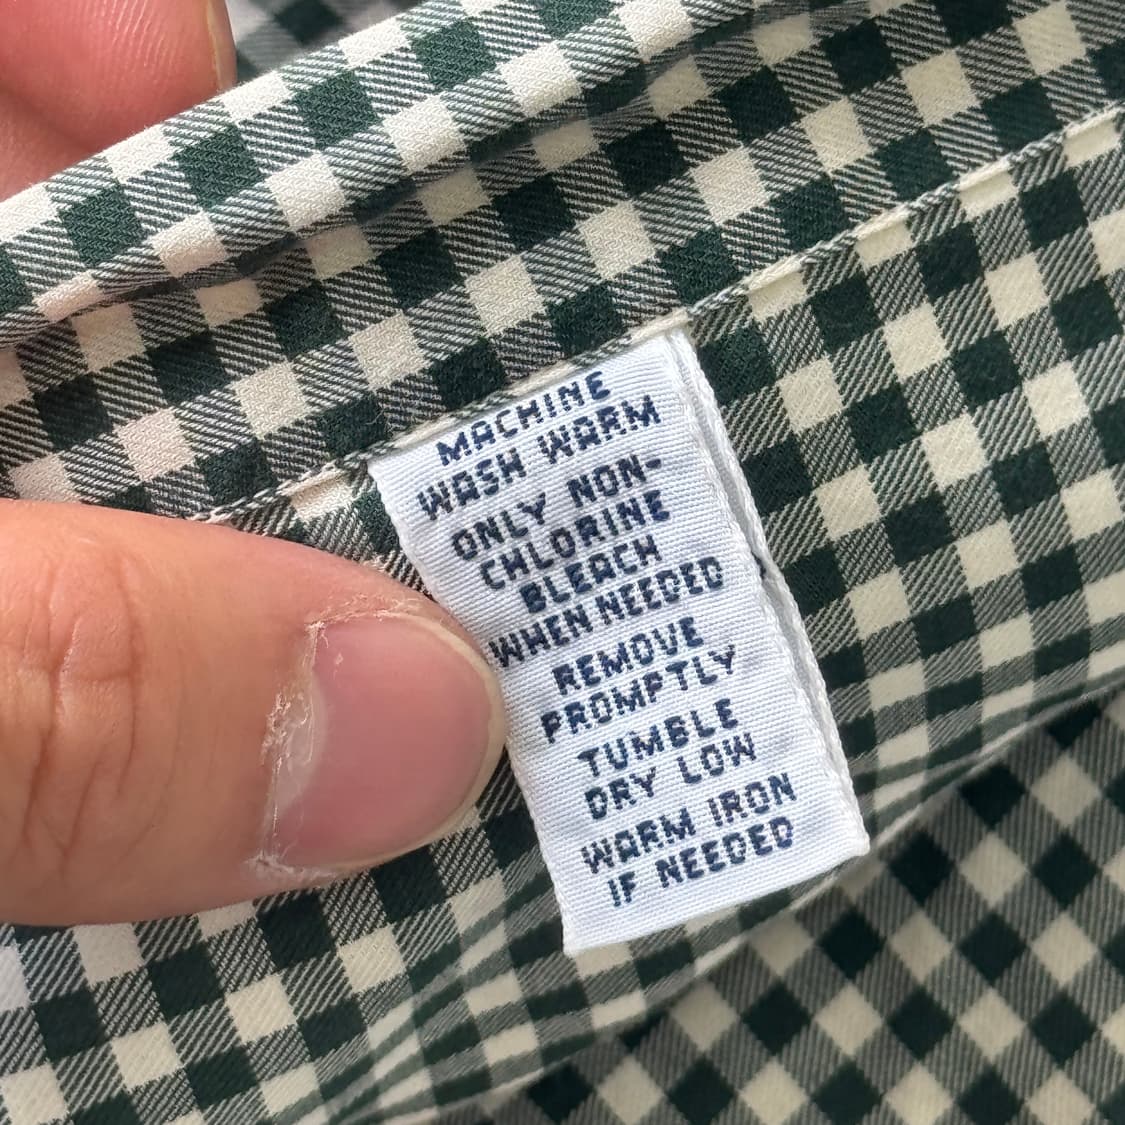 MACHINE
WASH WARM
ONLY NON-
CHLORINE
BLEACH
WHEN NEEDED
REMOVE
PROMPTLY
TUMBLE
DRY LOW
WARM IRON
IF NEEDED